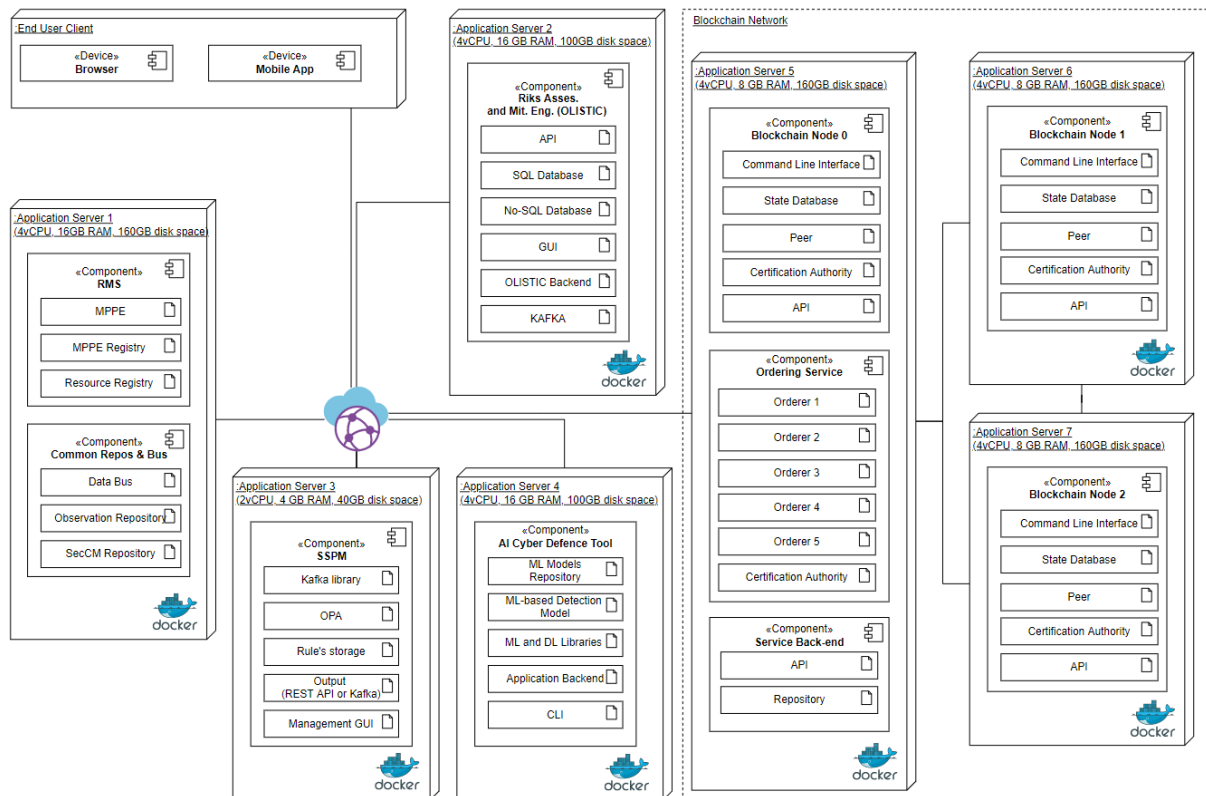 :End User Client
«Device»
Browser
«Device»
Mobile App
:Application Server 1
(4vCPU, 16GB RAM, 160GB disk space)
«Component»
RMS
MPPE
MPPE Registry
Resource Registry
«Component»
Common Repos & Bus
Data Bus
Observation Repository
SecCM Repository
docker
:Application Server 2
(4vCPU, 16 GB RAM, 100GB disk space)
«Component»
Riks Asses.
and Mit. Eng. (OLISTIC)
API
SQL Database
No-SQL Database
GUI
OLISTIC Backend
KAFKA
docker
:Application Server 3
(2vCPU, 4 GB RAM, 40GB disk space)
«Component»
SSPM
Kafka library
OPA
Rule's storage
Output
(REST API or Kafka)
Management GUI
docker
:Application Server 4
(4vCPU, 16 GB RAM, 100GB disk space)
«Component»
AI Cyber Defence Tool
ML Models
Repository
ML-based Detection
Model
ML and DL Libraries
Application Backend
CLI
docker
Blockchain Network
:Application Server 5
(4vCPU, 8 GB RAM, 160GB disk space)
«Component»
Blockchain Node 0
Command Line Interface
State Database
Peer
Certification Authority
API
«Component»
Ordering Service
Orderer 1
Orderer 2
Orderer 3
Orderer 4
Orderer 5
Certification Authority
«Component»
Service Back-end
API
Repository
docker
:Application Server 6
(4vCPU, 8 GB RAM, 160GB disk space)
«Component»
Blockchain Node 1
Command Line Interface
State Database
Peer
Certification Authority
API
docker
:Application Server 7
(4vCPU, 8 GB RAM, 160GB disk space)
«Component»
Blockchain Node 2
Command Line Interface
State Database
Peer
Certification Authority
API
docker